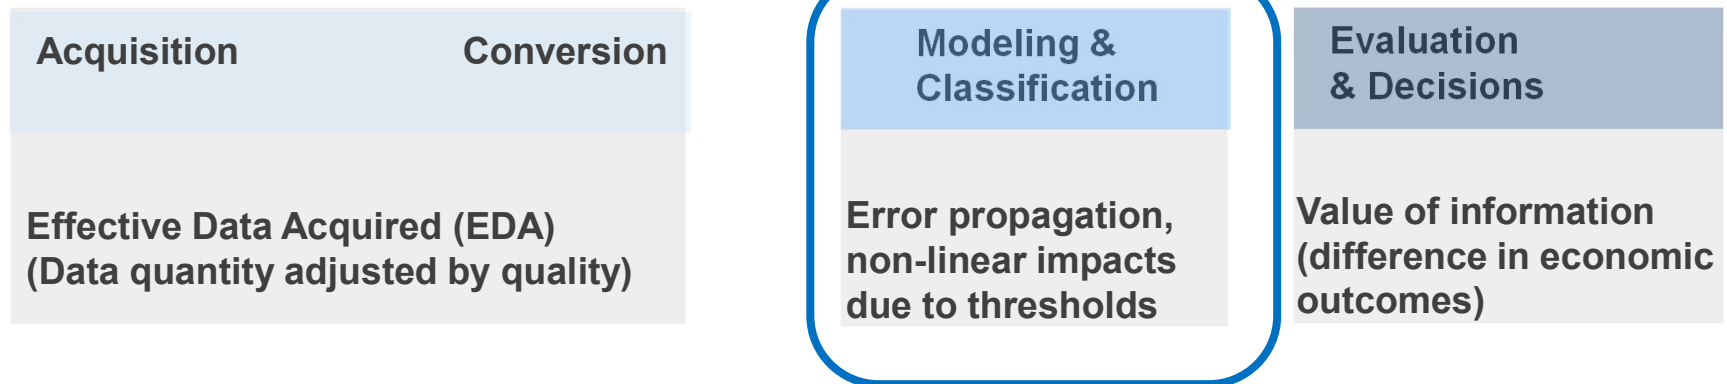 Acquisition
Conversion
Effective Data Acquired (EDA)
(Data quantity adjusted by quality)
Modeling &
Classification
Error propagation,
non-linear impacts
due to thresholds
Evaluation
& Decisions
Value of information
(difference in economic
outcomes)